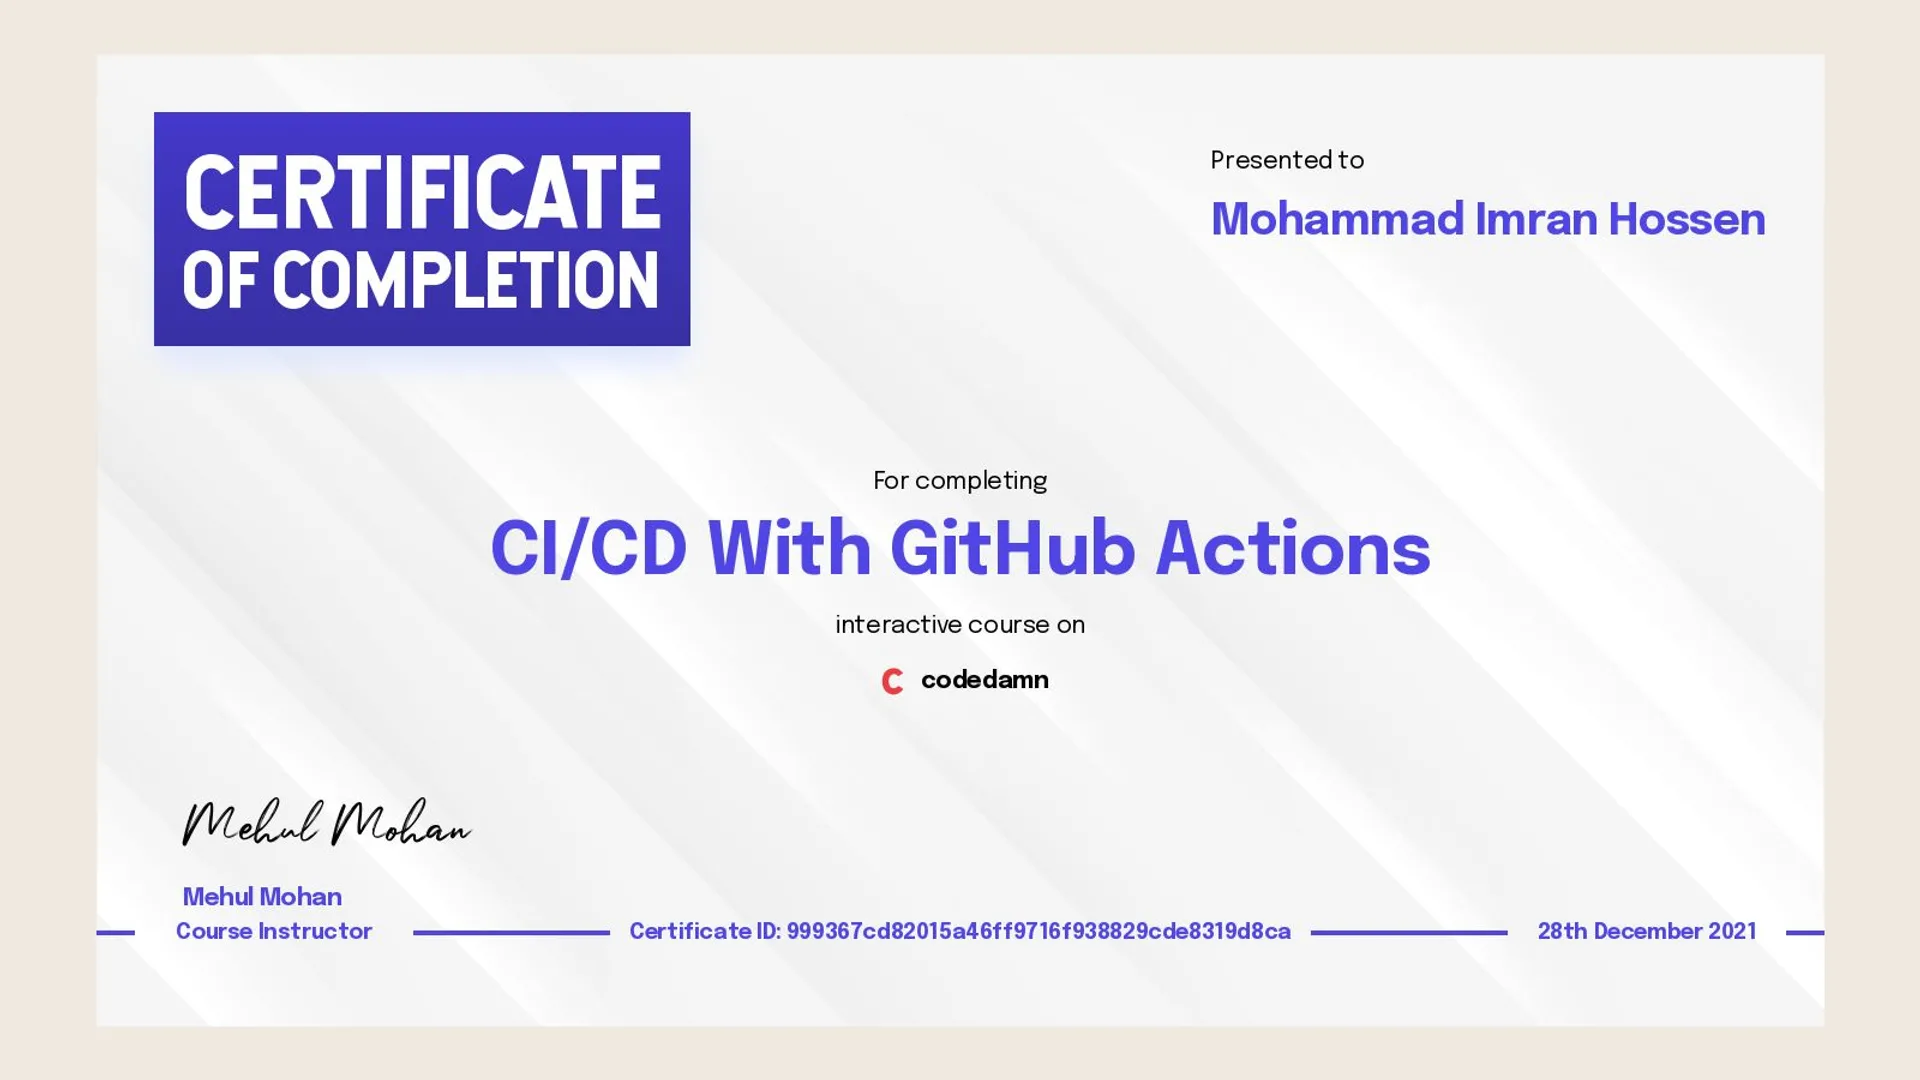 CERTIFICATE
OF COMPLETION
Presented to
Mohammad Imran Hossen
For completing
CI/CD With GitHub Actions
interactive course on
codedamn
Mehul Mohan
Mehul Mohan
Course Instructor
Certificate ID: 999367cd82015a46ff9716f938829cde8319d8ca
28th December 2021